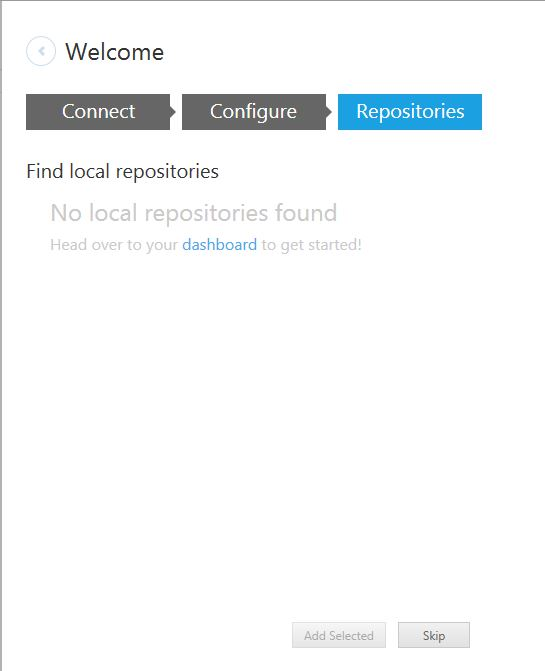 Welcome
Connect Configure Repositories
Find local repositories
No local repositories found
Head over to your dashboard to get started!
Add Selected Skip